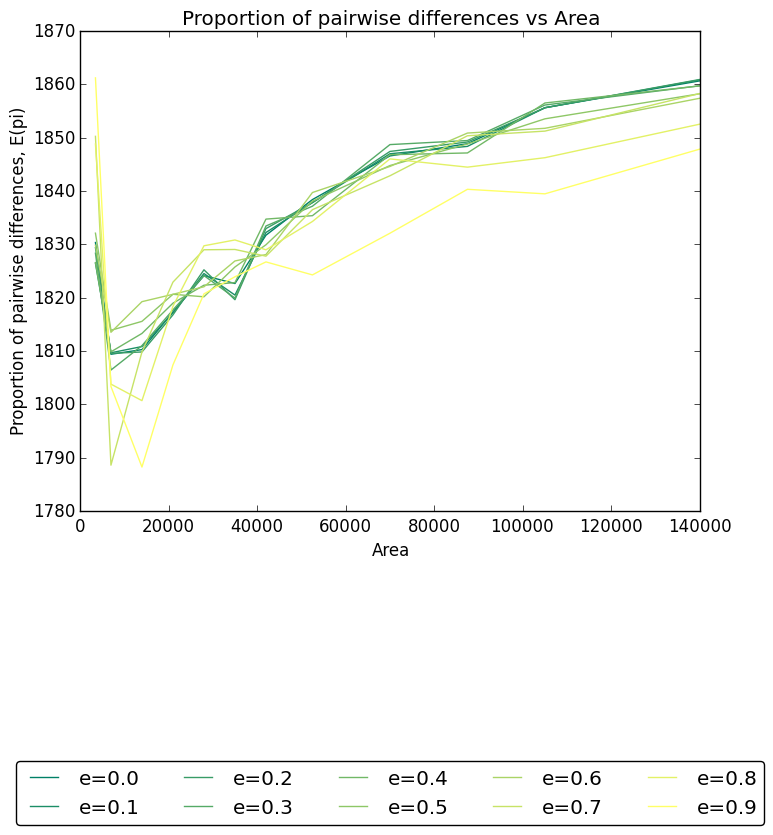 Proportion of pairwise differences vs Area
1870
1860
1850
1840
1830
1820
1810
1800
1790
1780
Proportion of pairwise differences, E(pi)
0 20000 40000 60000 80000 100000 120000 140000
Area
e=0.0 e=0.2 e=0.4 e=0.6 e=0.8
e=0.1 e=0.3 e=0.5 e=0.7 e=0.9